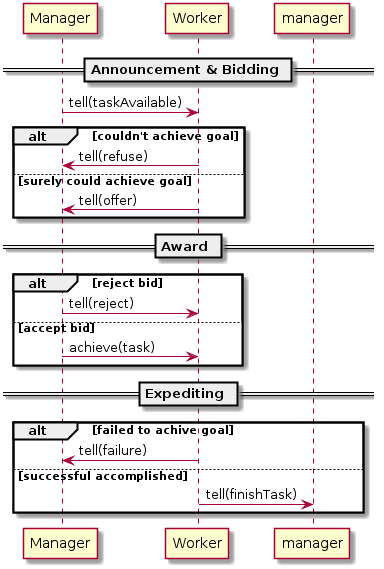 Manager Worker manager
Announcement & Bidding
tell(taskAvailable)
alt [couldn't achieve goal]
tell(refuse)
[surely could achieve goal]
tell(offer)
Award
alt [reject bid]
tell(reject)
[accept bid]
achieve(task)
Expediting
alt [failed to achive goal]
tell(failure)
[successful accomplished]
tell(finishTask)
Manager Worker manager